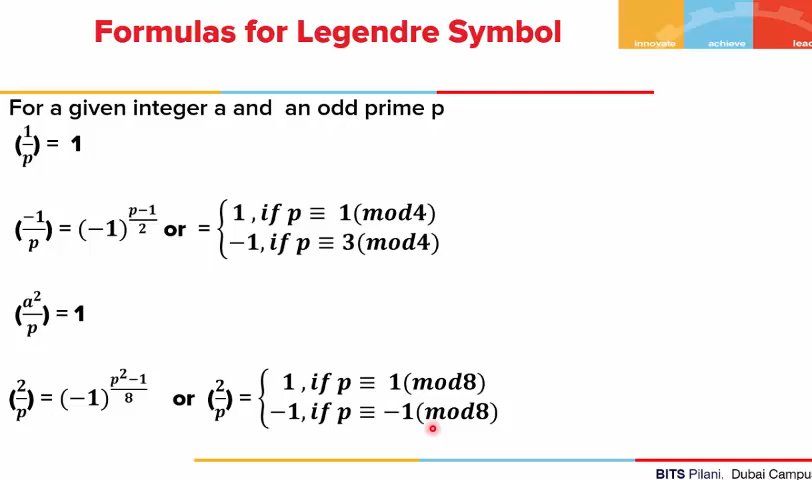 Formulas for Legendre Symbol
innovate achieve lead
For a given integer a and an odd prime p
(1/p) = 1
(−1/p) = (−1)^((p−1)/2) or = { 1 , if p ≡ 1(mod4)
−1, if p ≡ 3(mod4)
(a²/p) = 1
(2/p) = (−1)^((p²−1)/8) or (2/p) = { 1 , if p ≡ 1(mod8)
−1, if p ≡ −1(mod8)
BITS Pilani, Dubai Campu